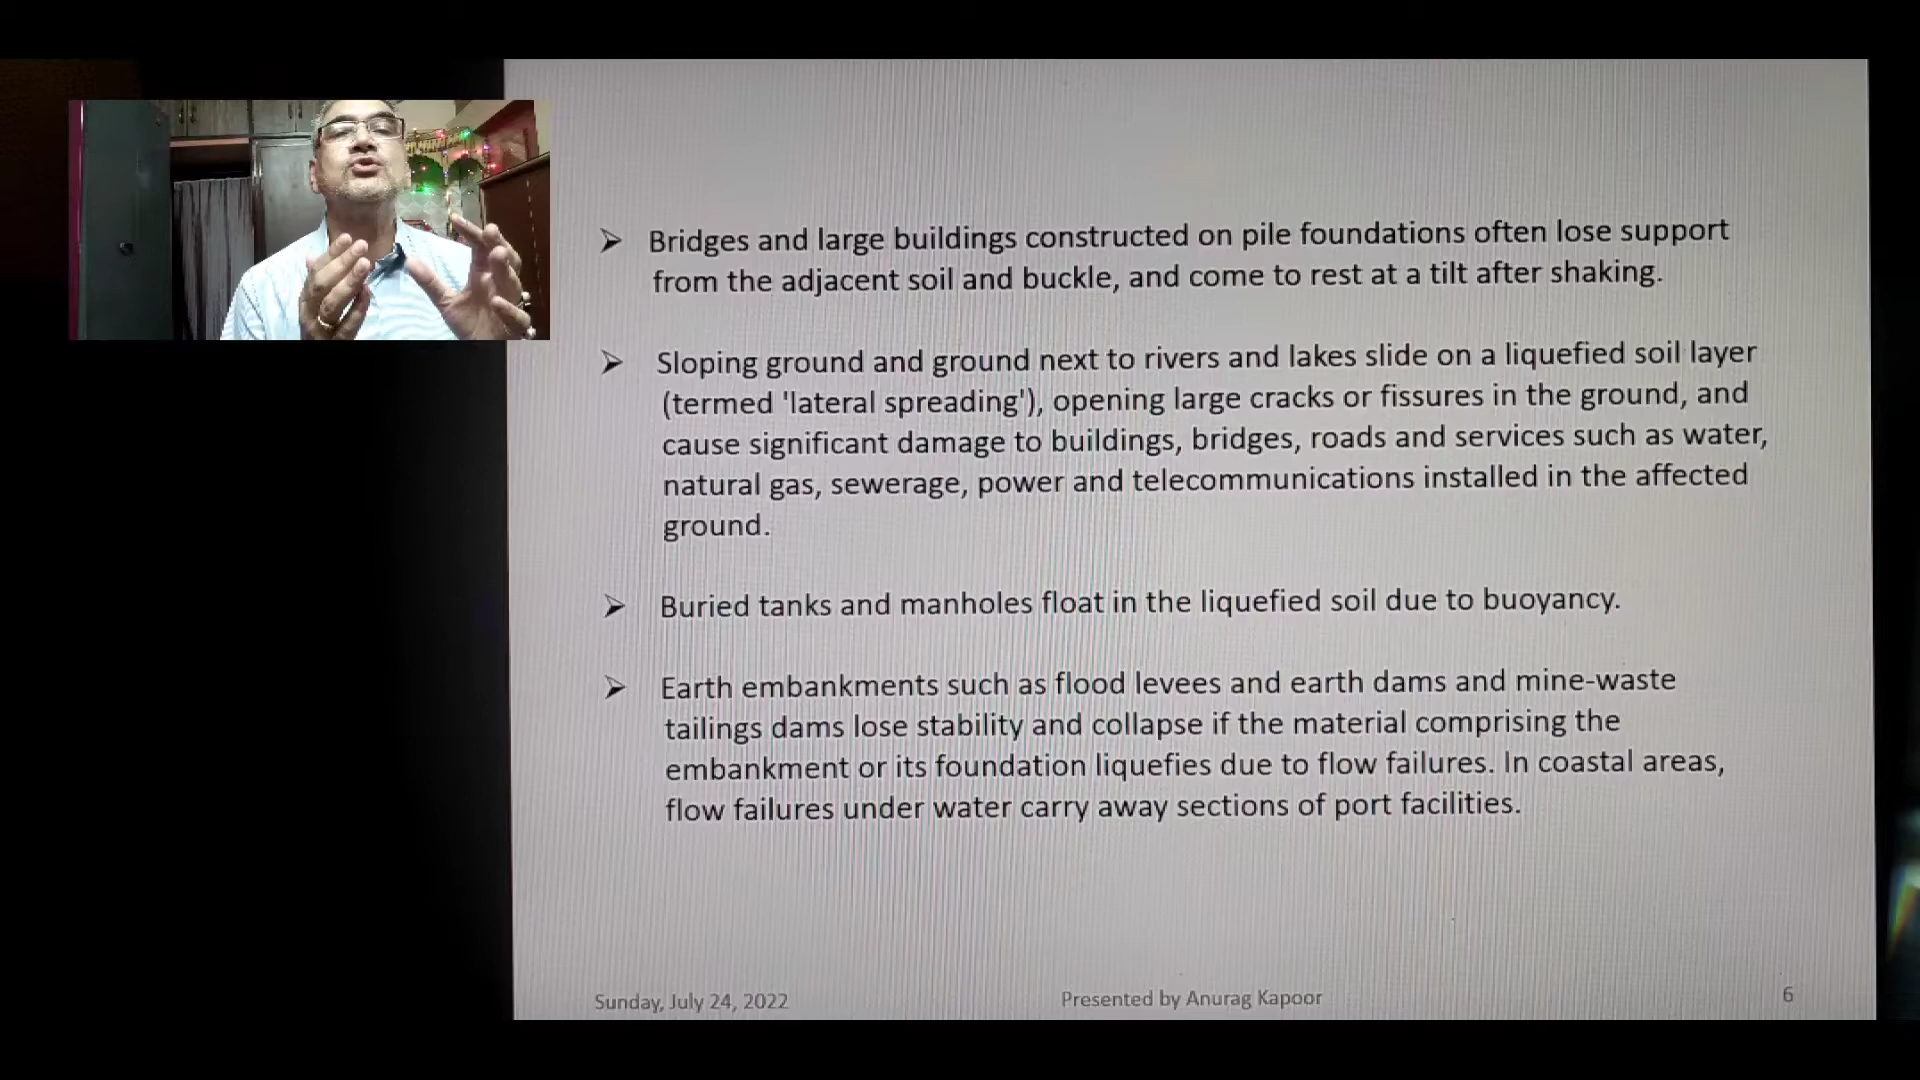 ➢ Bridges and large buildings constructed on pile foundations often lose support
from the adjacent soil and buckle, and come to rest at a tilt after shaking.
➢ Sloping ground and ground next to rivers and lakes slide on a liquefied soil layer
(termed 'lateral spreading'), opening large cracks or fissures in the ground, and
cause significant damage to buildings, bridges, roads and services such as water,
natural gas, sewerage, power and telecommunications installed in the affected
ground.
➢ Buried tanks and manholes float in the liquefied soil due to buoyancy.
➢ Earth embankments such as flood levees and earth dams and mine-waste
tailings dams lose stability and collapse if the material comprising the
embankment or its foundation liquefies due to flow failures. In coastal areas,
flow failures under water carry away sections of port facilities.
Sunday, July 24, 2022
Presented by Anurag Kapoor
6